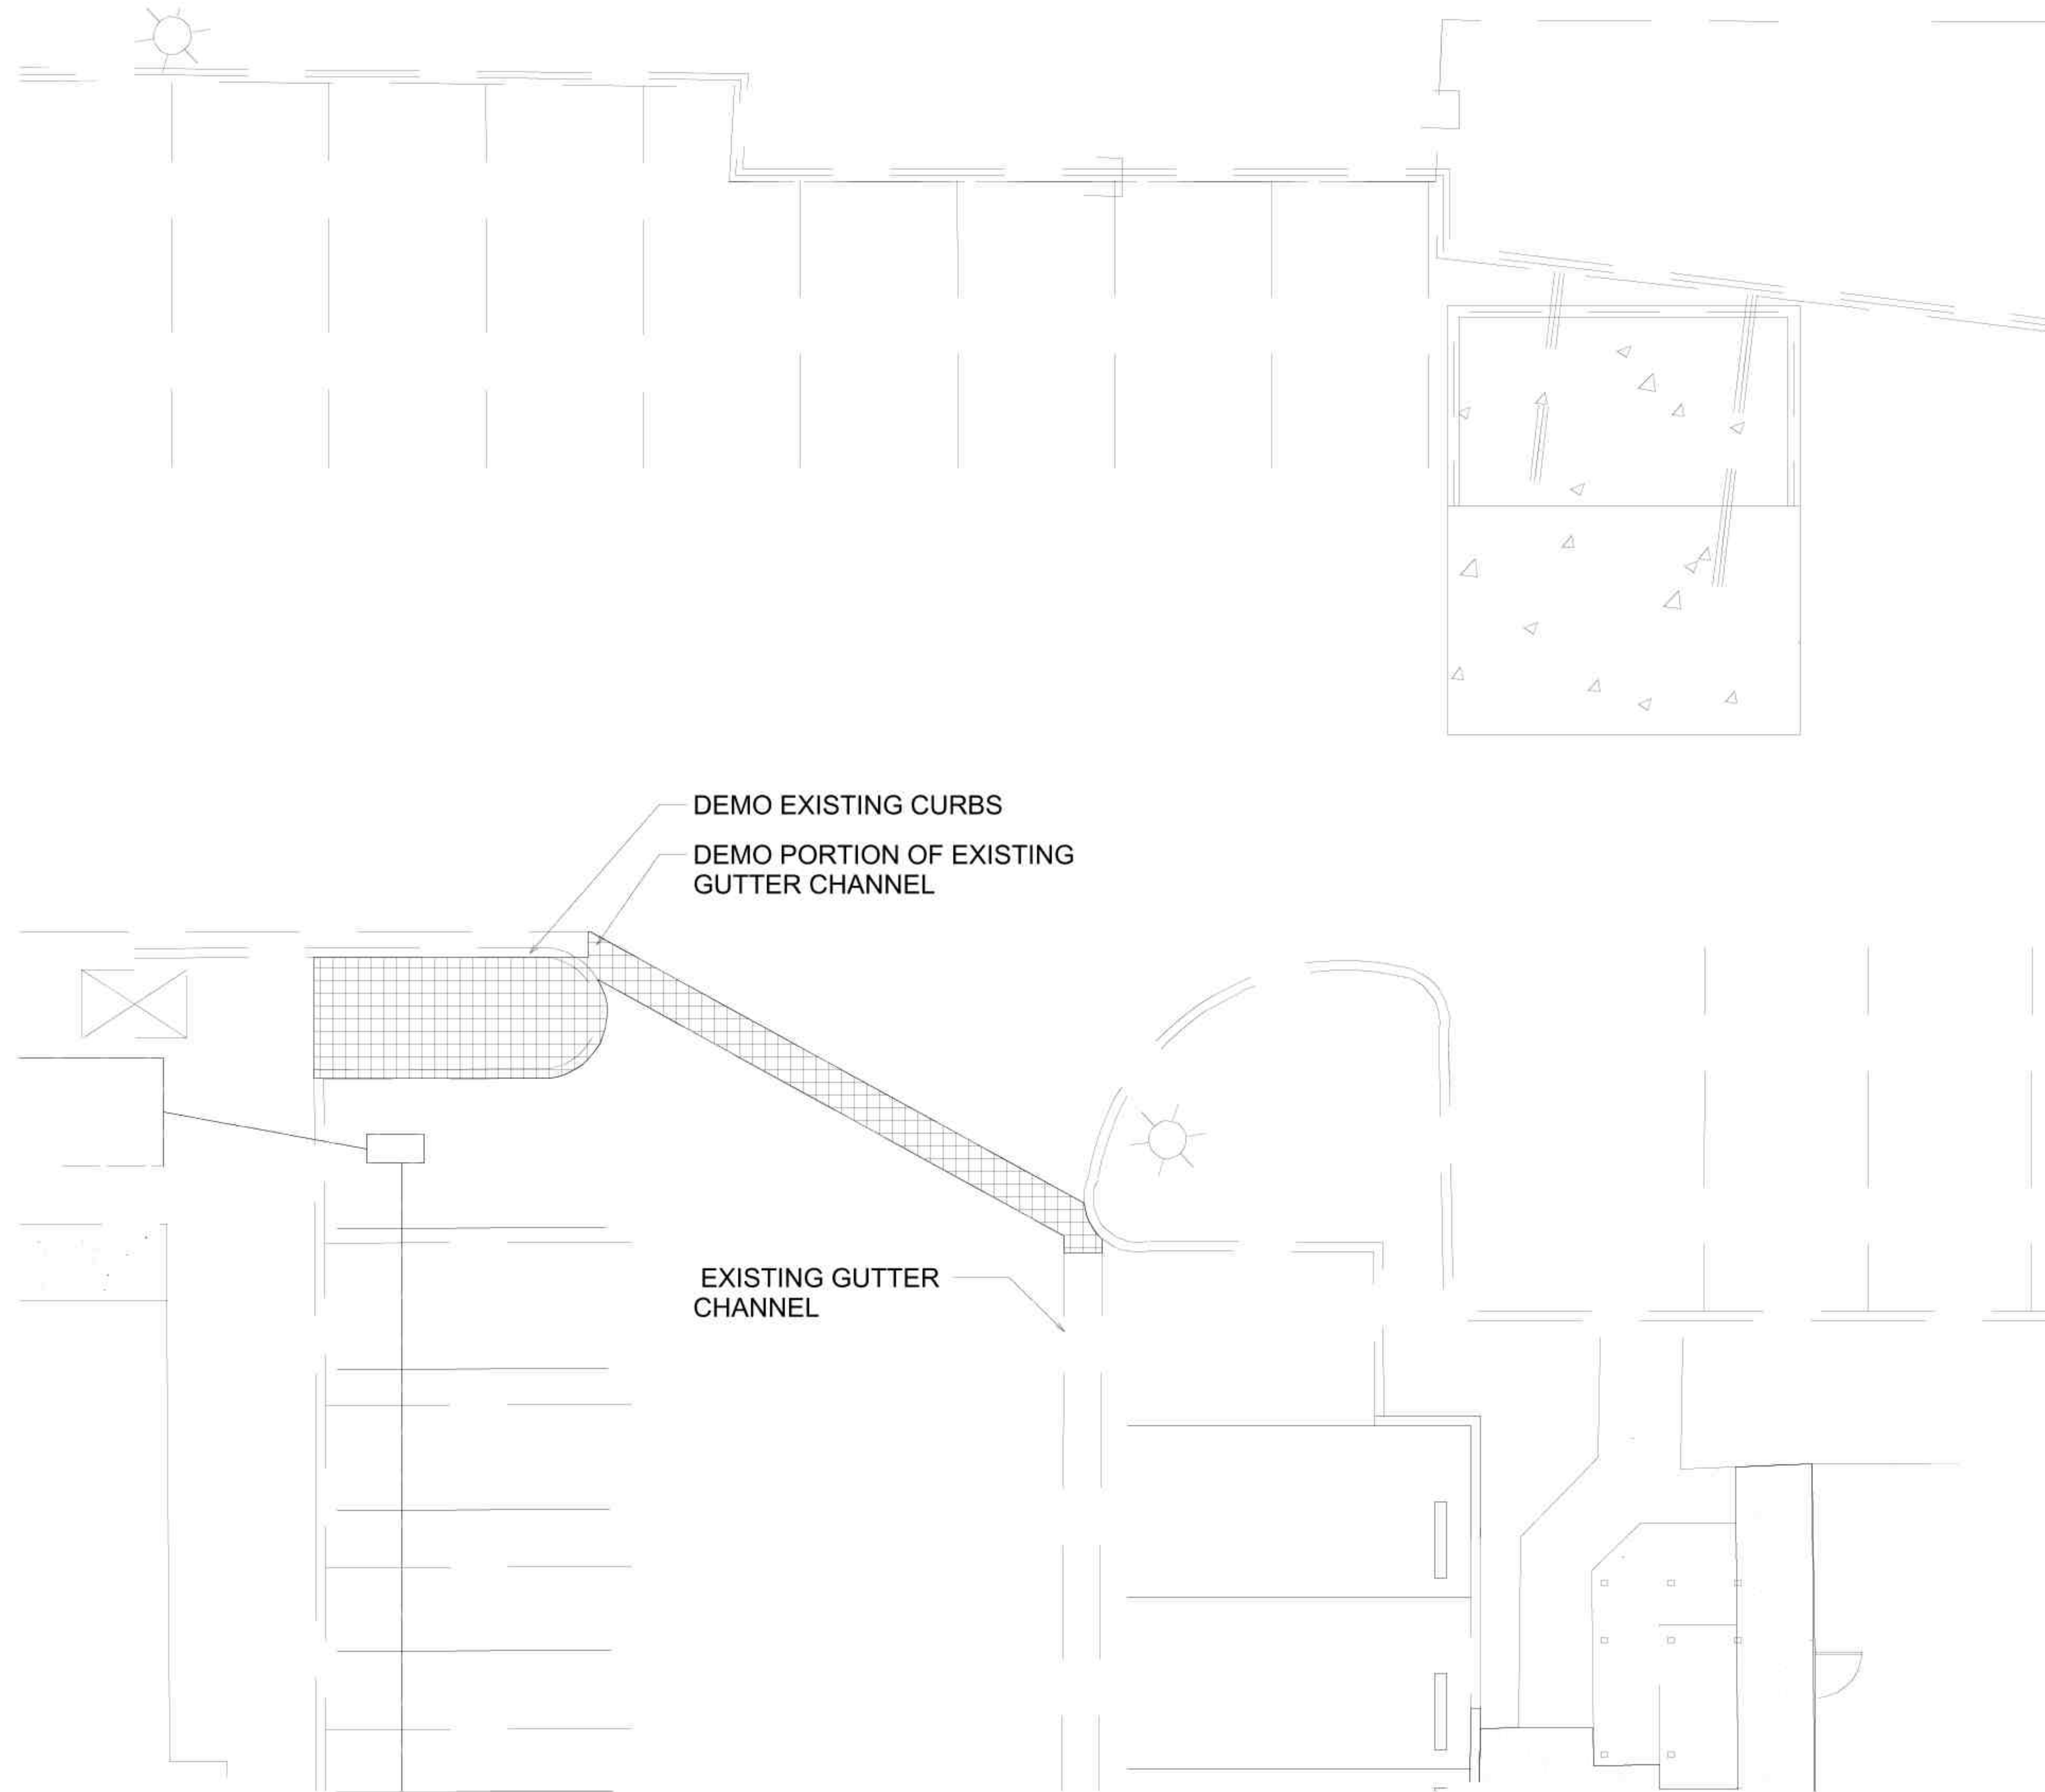 DEMO EXISTING CURBS
DEMO PORTION OF EXISTING
GUTTER CHANNEL
EXISTING GUTTER
CHANNEL